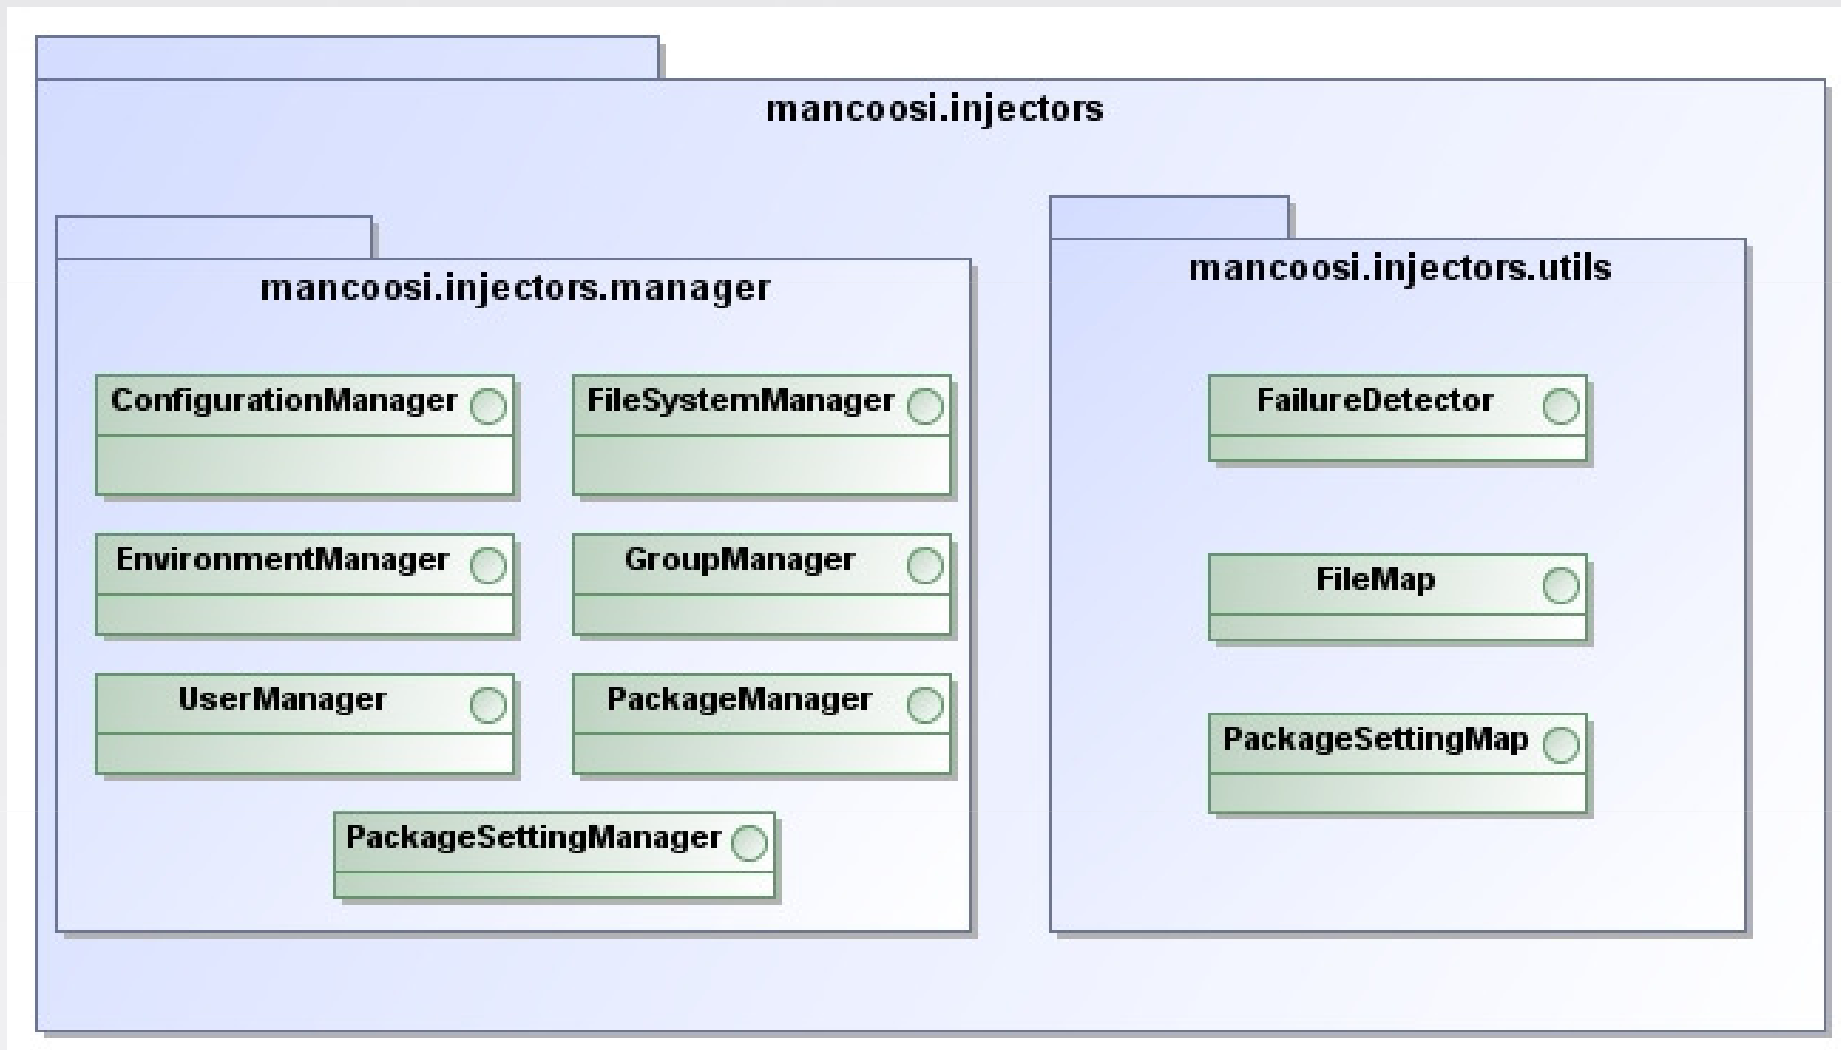 mancoosi.injectors
mancoosi.injectors.manager
ConfigurationManager
FileSystemManager
EnvironmentManager
GroupManager
UserManager
PackageManager
PackageSettingManager
mancoosi.injectors.utils
FailureDetector
FileMap
PackageSettingMap